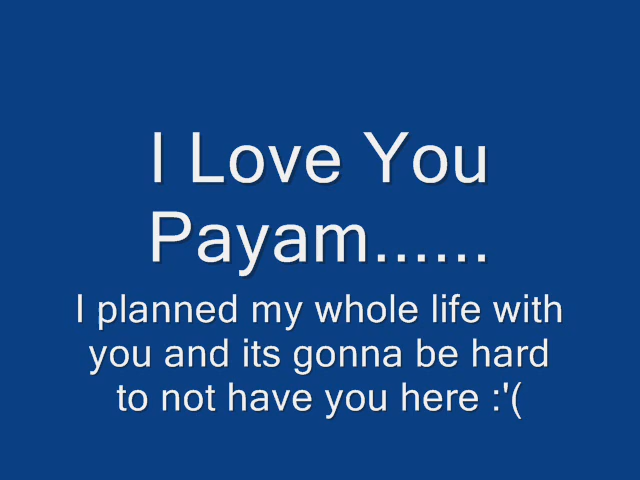 I Love You
Payam......
I planned my whole life with
you and its gonna be hard
to not have you here :'(